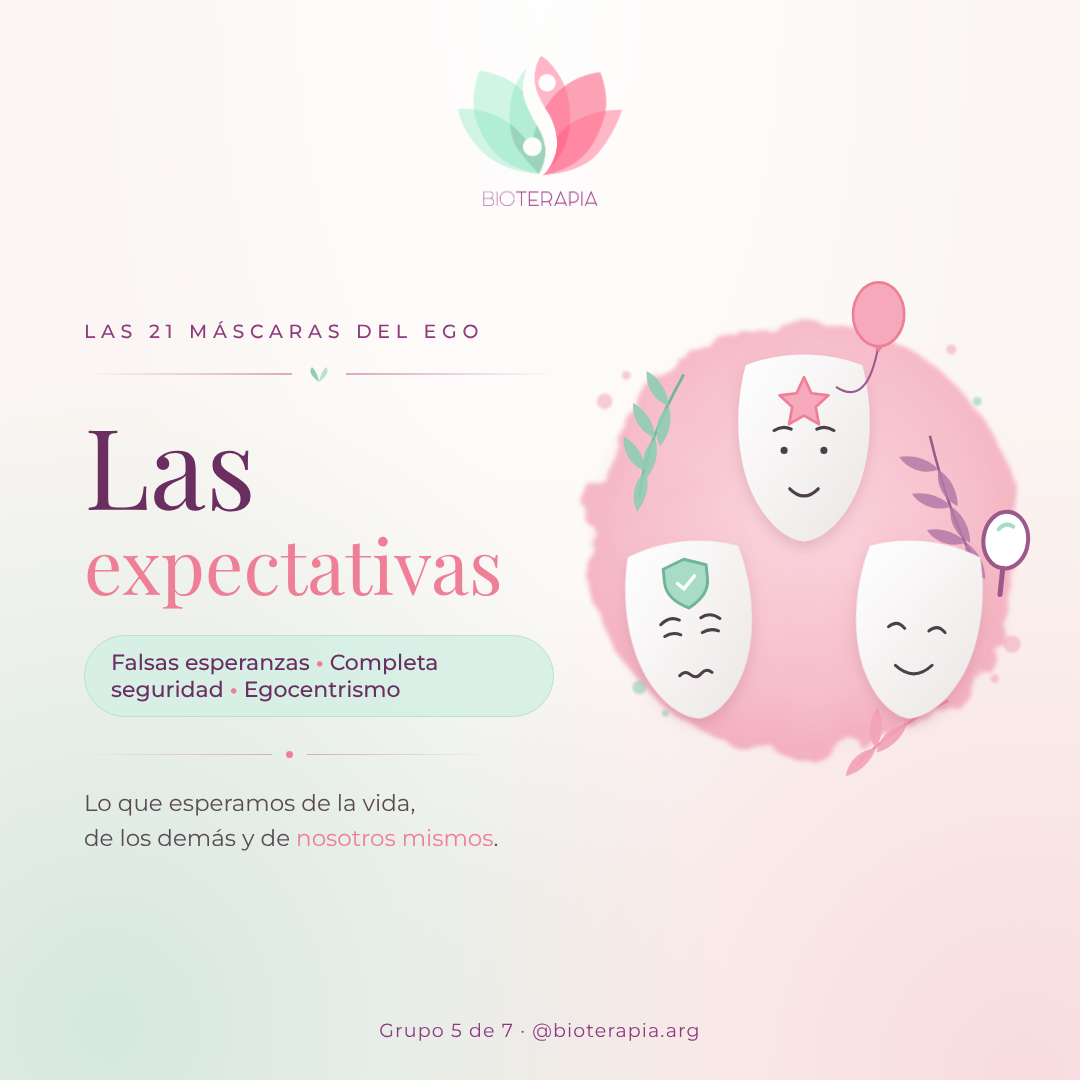 BIOTERAPIA
LAS 21 MÁSCARAS DEL EGO
Las
expectativas
Falsas esperanzas • Completa
seguridad • Egocentrismo
Lo que esperamos de la vida,
de los demás y de nosotros mismos.
Grupo 5 de 7 · @bioterapia.arg